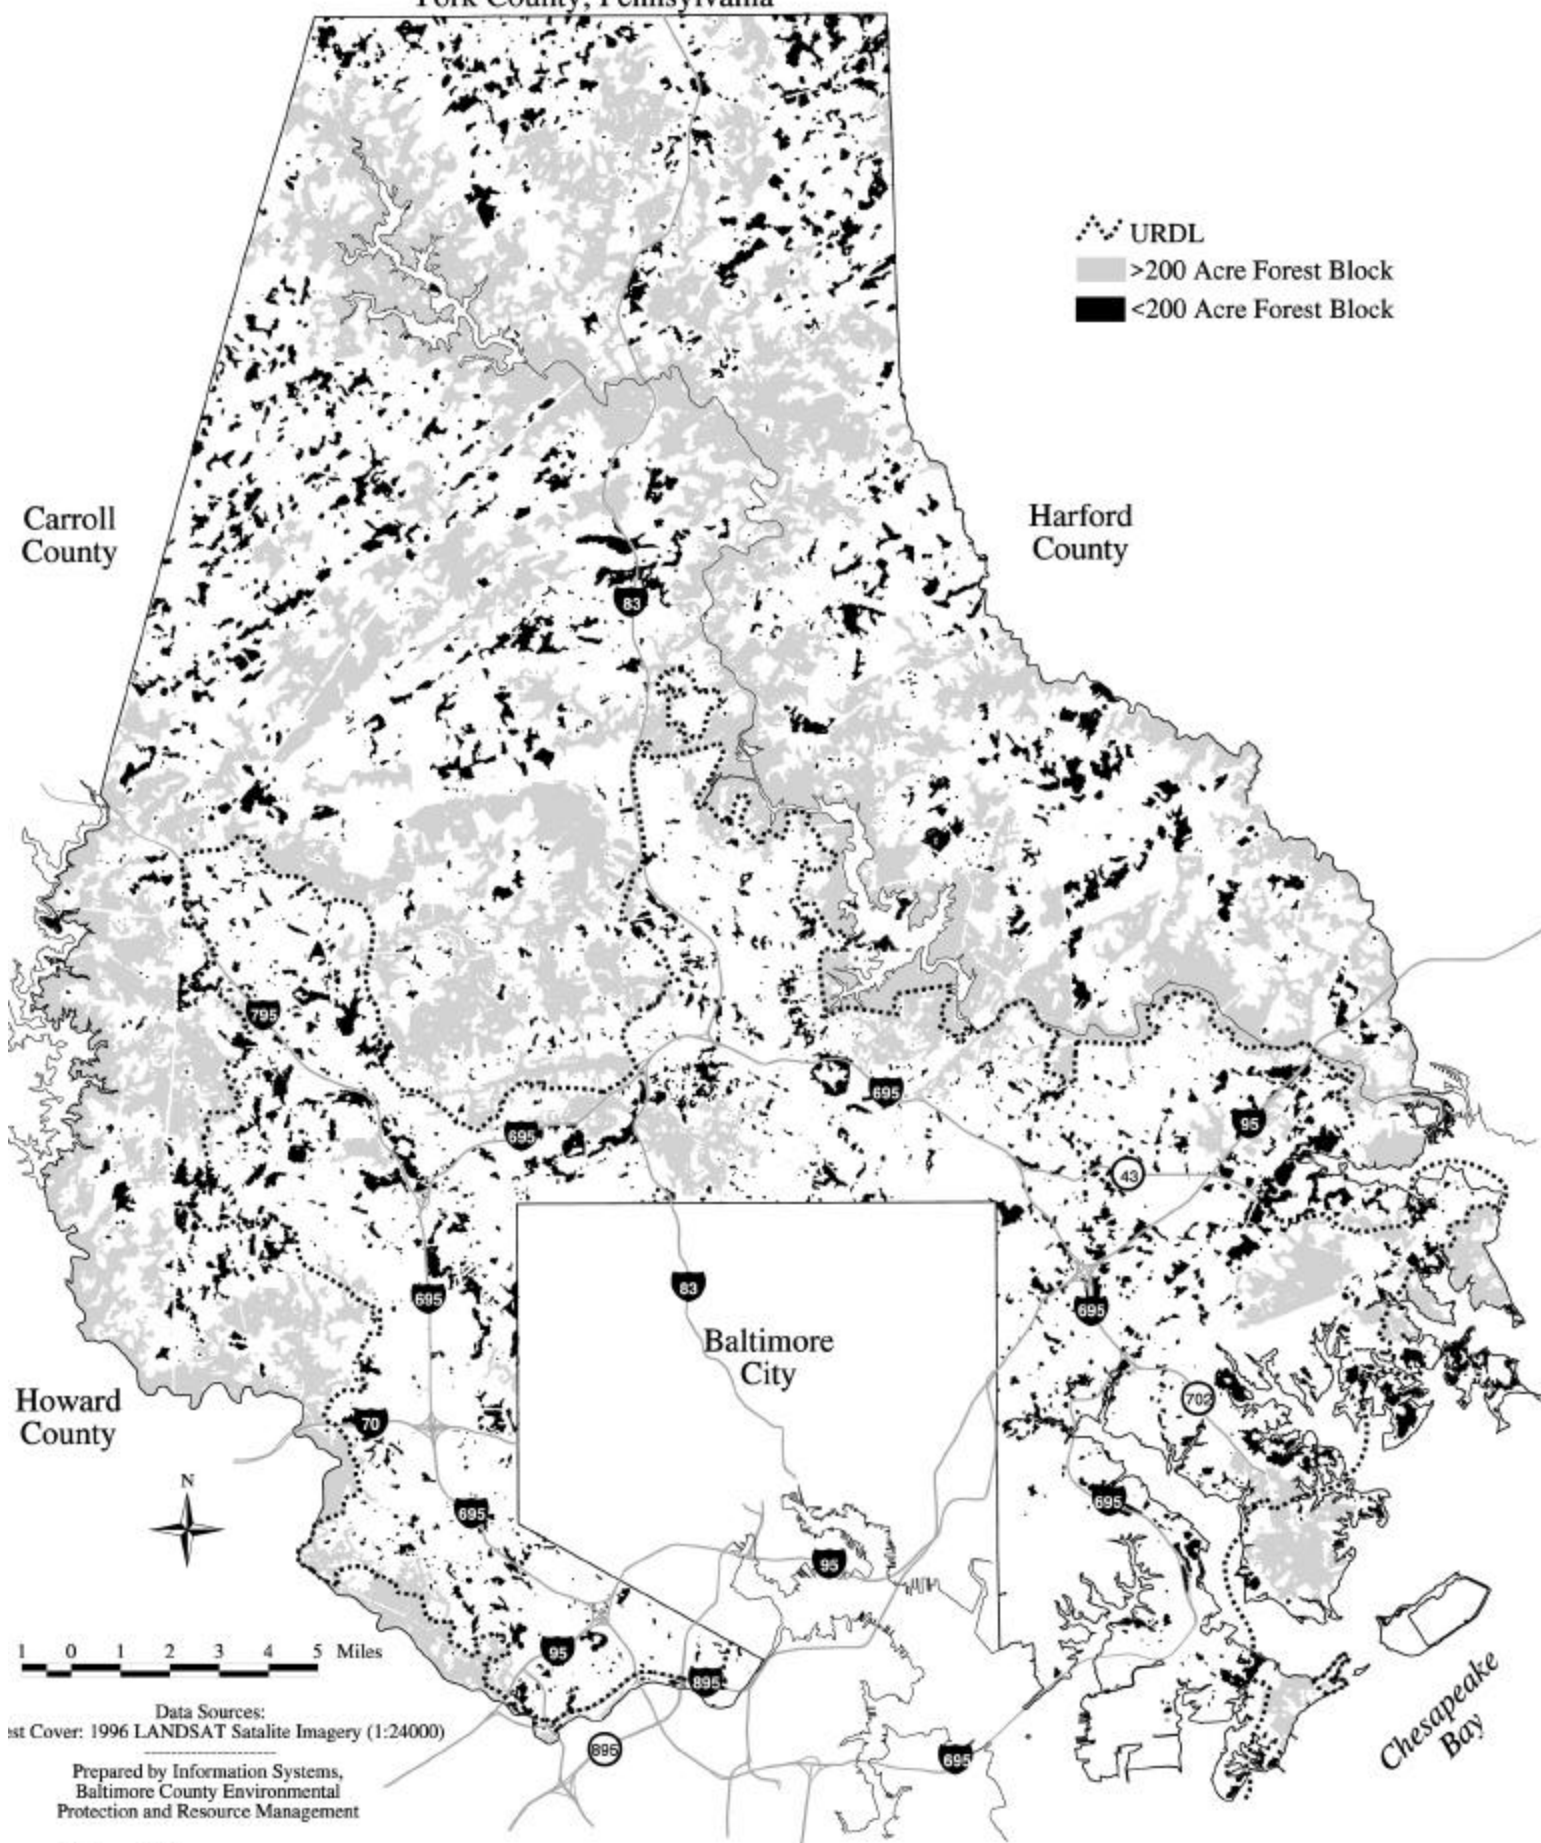 York County, Pennsylvania
URDL
>200 Acre Forest Block
<200 Acre Forest Block
Carroll
County
Harford
County
83
795
695
695
95
43
695
83
695
Baltimore
City
Howard
County
70
702
N
695
695
95
1 0 1 2 3 4 5 Miles
95
895
Chesapeake
Bay
Data Sources:
est Cover: 1996 LANDSAT Satalite Imagery (1:24000)
895
695
Prepared by Information Systems,
Baltimore County Environmental
Protection and Resource Management